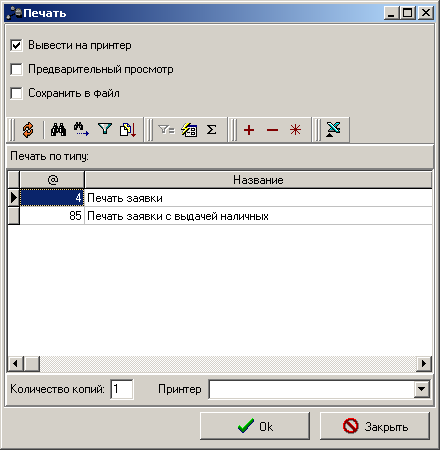 Печать
Вывести на принтер
Предварительный просмотр
Сохранить в файл
Печать по типу:
@ Название
4 Печать заявки
85 Печать заявки с выдачей наличных
Количество копий: 1 Принтер
Ok Закрыть